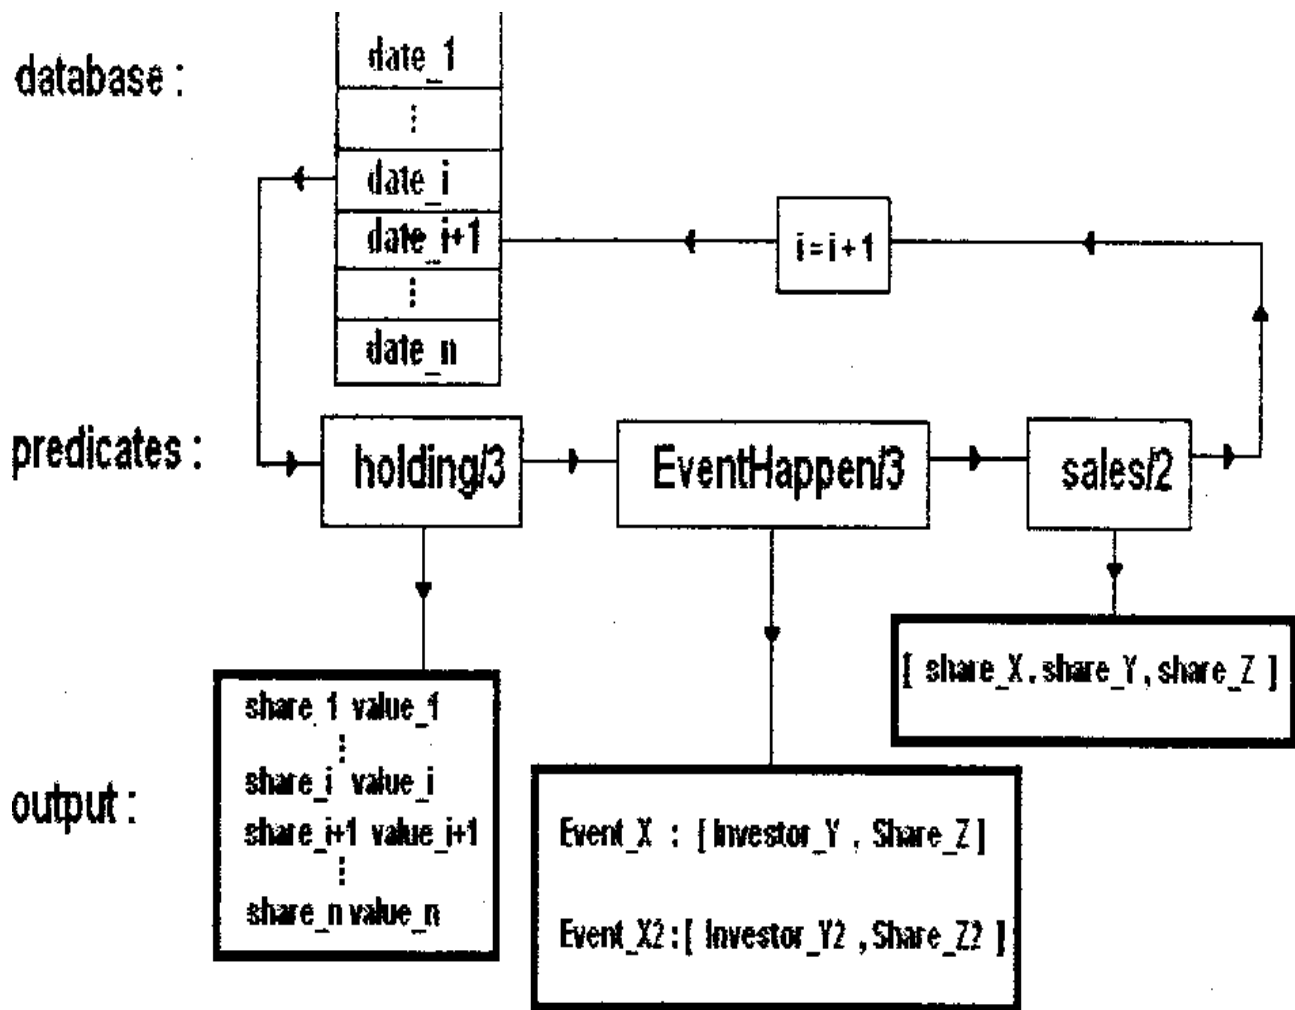 database :
date_1
⋮
date_i
date_i+1
⋮
date_n
i=i+1
predicates :
holding/3
EventHappen/3
sales/2
output :
share_1 value_1
⋮
share_i value_i
share_i+1 value_i+1
⋮
share_n value_n
Event_X : [ Investor_Y , Share_Z ]
Event_X2:[ Investor_Y2 , Share_Z2 ]
[ share_X, share_Y, share_Z ]